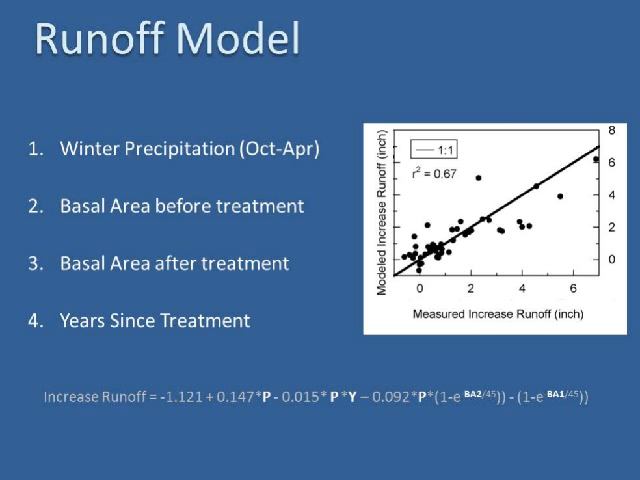 Runoff Model
1. Winter Precipitation (Oct-Apr)
2. Basal Area before treatment
3. Basal Area after treatment
4. Years Since Treatment
Modeled Increase Runoff (inch)
1:1
r² = 0.67
8
6
4
2
0
0 2 4 6
Measured Increase Runoff (inch)
Increase Runoff = -1.121 + 0.147*P - 0.015* P *Y – 0.092*P*(1-e BA2/45)) - (1-e BA1/45))